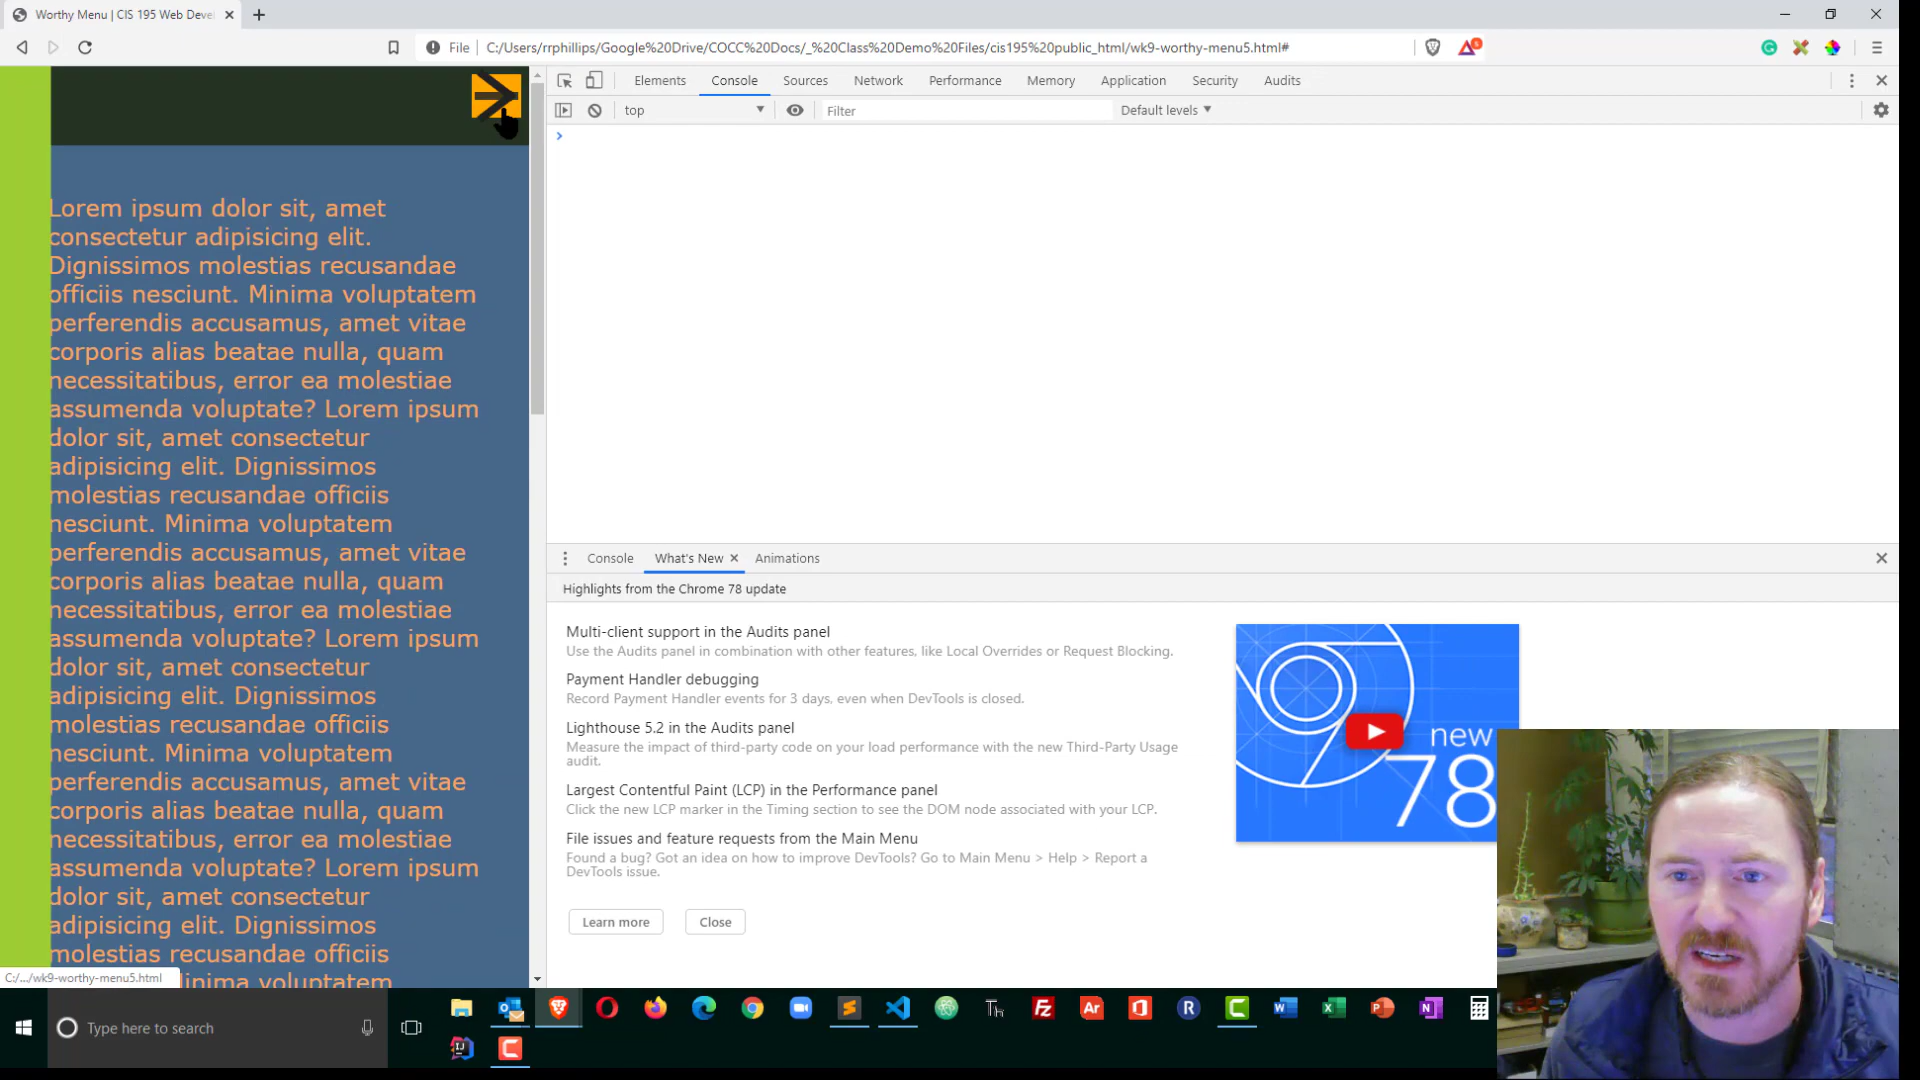 Worthy Menu | CIS 195 Web Deve
File C:/Users/rrphillips/Google%20Drive/COCC%20Docs/_%20Class%20Demo%20Files/cis195%20public_html/wk9-worthy-menu5.html#
Elements Console Sources Network Performance Memory Application Security Audits
top Filter Default levels
Lorem ipsum dolor sit, amet
consectetur adipisicing elit.
Dignissimos molestias recusandae
officiis nesciunt. Minima voluptatem
perferendis accusamus, amet vitae
corporis alias beatae nulla, quam
necessitatibus, error ea molestiae
assumenda voluptate? Lorem ipsum
dolor sit, amet consectetur
adipisicing elit. Dignissimos
molestias recusandae officiis
nesciunt. Minima voluptatem
perferendis accusamus, amet vitae
corporis alias beatae nulla, quam
necessitatibus, error ea molestiae
assumenda voluptate? Lorem ipsum
dolor sit, amet consectetur
adipisicing elit. Dignissimos
molestias recusandae officiis
nesciunt. Minima voluptatem
perferendis accusamus, amet vitae
corporis alias beatae nulla, quam
necessitatibus, error ea molestiae
assumenda voluptate? Lorem ipsum
dolor sit, amet consectetur
adipisicing elit. Dignissimos
molestias recusandae officiis
Minima voluptatem
C:/.../wk9-worthy-menu5.html
Console What's New Animations
Highlights from the Chrome 78 update
Multi-client support in the Audits panel
Use the Audits panel in combination with other features, like Local Overrides or Request Blocking.
Payment Handler debugging
Record Payment Handler events for 3 days, even when DevTools is closed.
Lighthouse 5.2 in the Audits panel
Measure the impact of third-party code on your load performance with the new Third-Party Usage
audit.
Largest Contentful Paint (LCP) in the Performance panel
Click the new LCP marker in the Timing section to see the DOM node associated with your LCP.
File issues and feature requests from the Main Menu
Found a bug? Got an idea on how to improve DevTools? Go to Main Menu > Help > Report a
DevTools issue.
Learn more Close
new
78
Type here to search